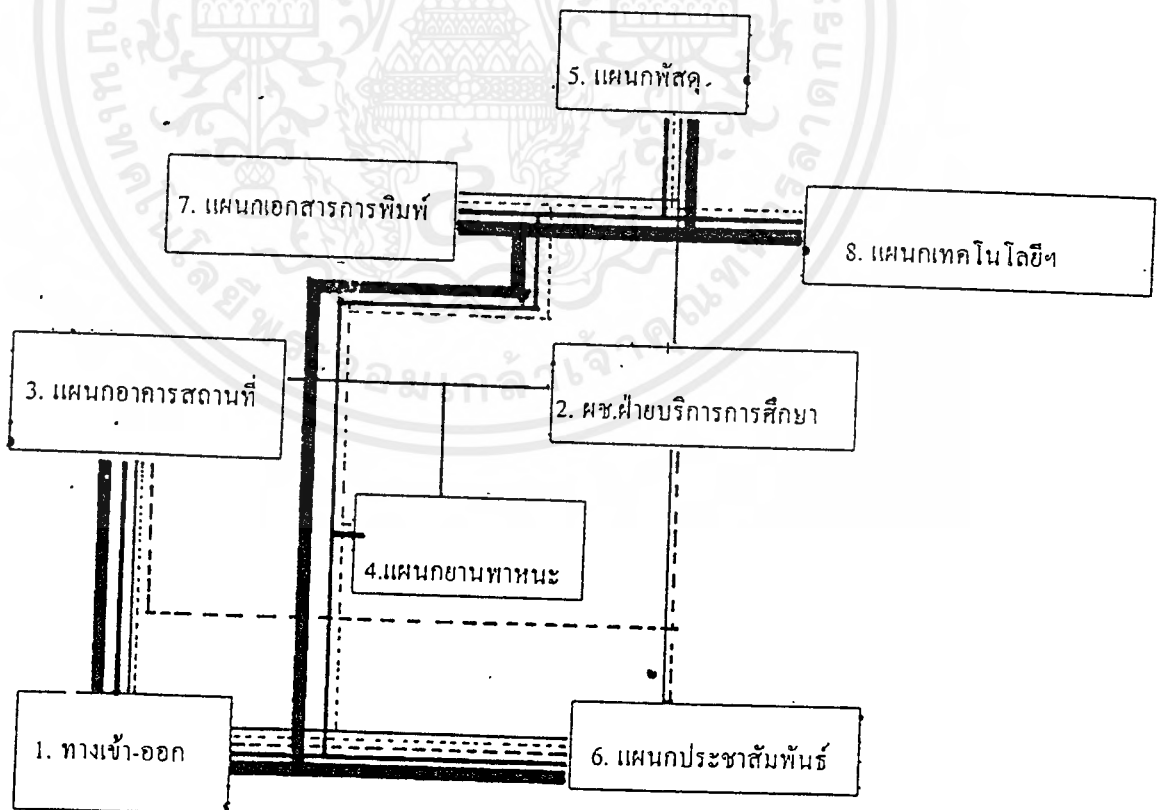 5. แผนกพัสดุ
7. แผนกเอกสารการพิมพ์
8. แผนกเทคโนโลยีฯ
3. แผนกอาคารสถานที่
2. ผช.ฝ่ายบริการการศึกษา
4.แผนกยานพาหนะ
1. ทางเข้า-ออก
6. แผนกประชาสัมพันธ์